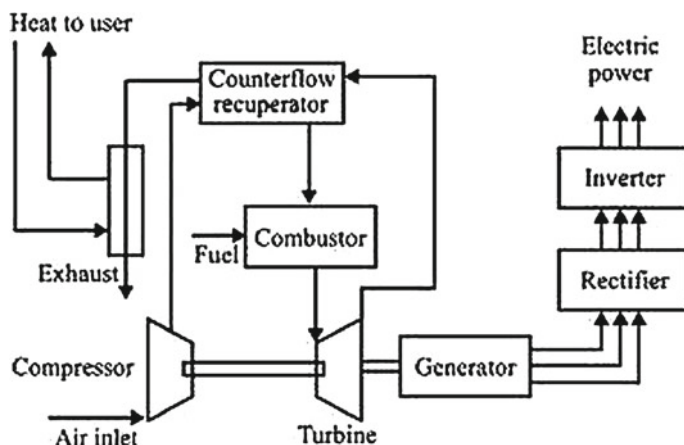 Heat to user
Counterflow
recuperator
Electric
power
Inverter
Fuel
Combustor
Exhaust
Rectifier
Compressor
Generator
Air inlet
Turbine